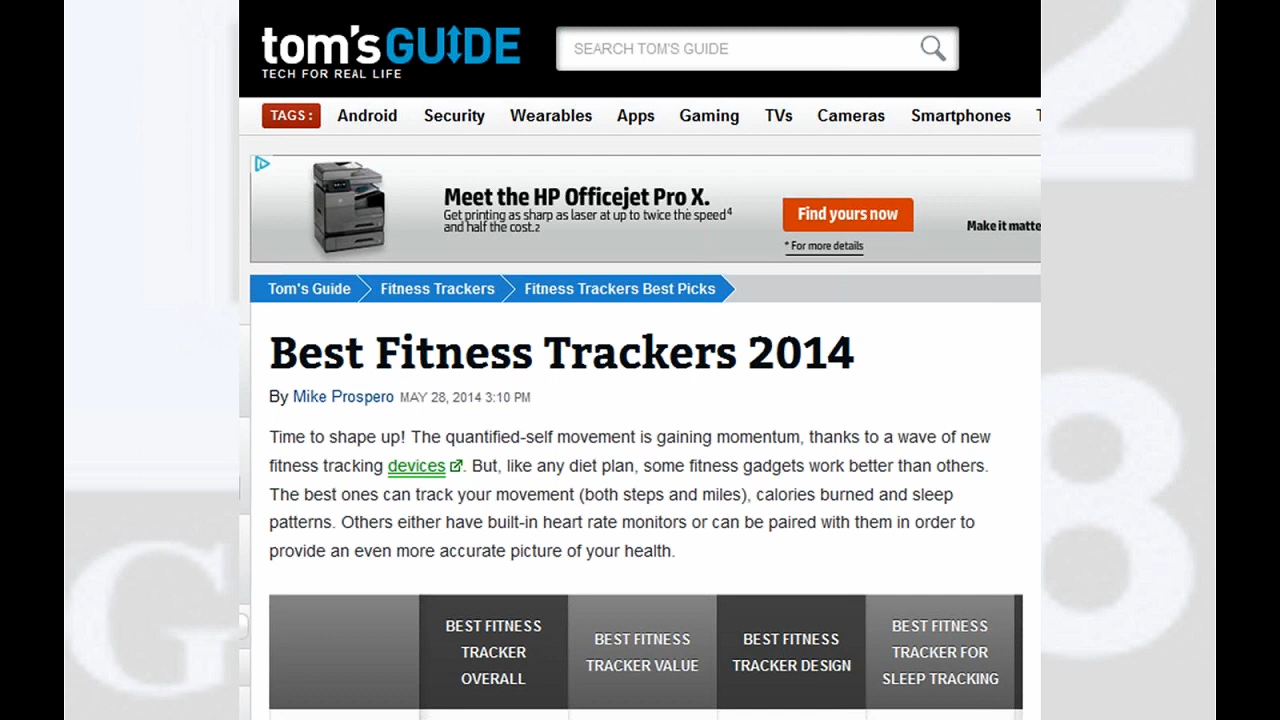 tom's GUIDE
TECH FOR REAL LIFE
SEARCH TOM'S GUIDE
TAGS: Android Security Wearables Apps Gaming TVs Cameras Smartphones
Meet the HP Officejet Pro X.
Get printing as sharp as laser at up to twice the speed4
and half the cost.2
Find yours now
* For more details
Make it matte
Tom's Guide Fitness Trackers Fitness Trackers Best Picks
Best Fitness Trackers 2014
By Mike Prospero MAY 28, 2014 3:10 PM
Time to shape up! The quantified-self movement is gaining momentum, thanks to a wave of new
fitness tracking devices. But, like any diet plan, some fitness gadgets work better than others.
The best ones can track your movement (both steps and miles), calories burned and sleep
patterns. Others either have built-in heart rate monitors or can be paired with them in order to
provide an even more accurate picture of your health.
BEST FITNESS
TRACKER
OVERALL
BEST FITNESS
TRACKER VALUE
BEST FITNESS
TRACKER DESIGN
BEST FITNESS
TRACKER FOR
SLEEP TRACKING
2
8
G